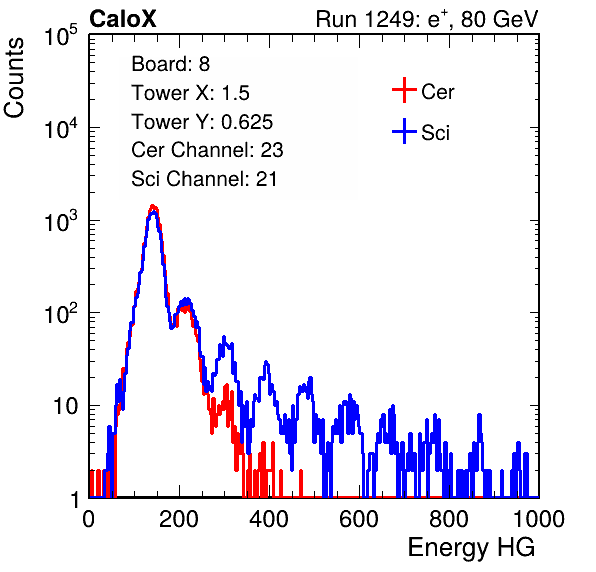 CaloX Run 1249: e⁺, 80 GeV
Counts
Board: 8
Tower X: 1.5
Tower Y: 0.625
Cer Channel: 23
Sci Channel: 21
Cer
Sci
10⁵
10⁴
10³
10²
10
1
0 200 400 600 800 1000
Energy HG